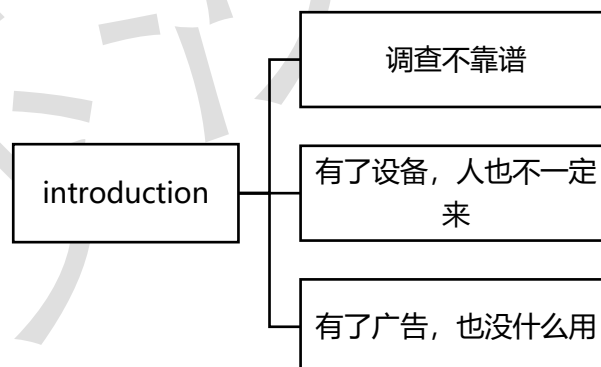 调查不靠谱
introduction
有了设备，人也不一定
来
有了广告，也没什么用